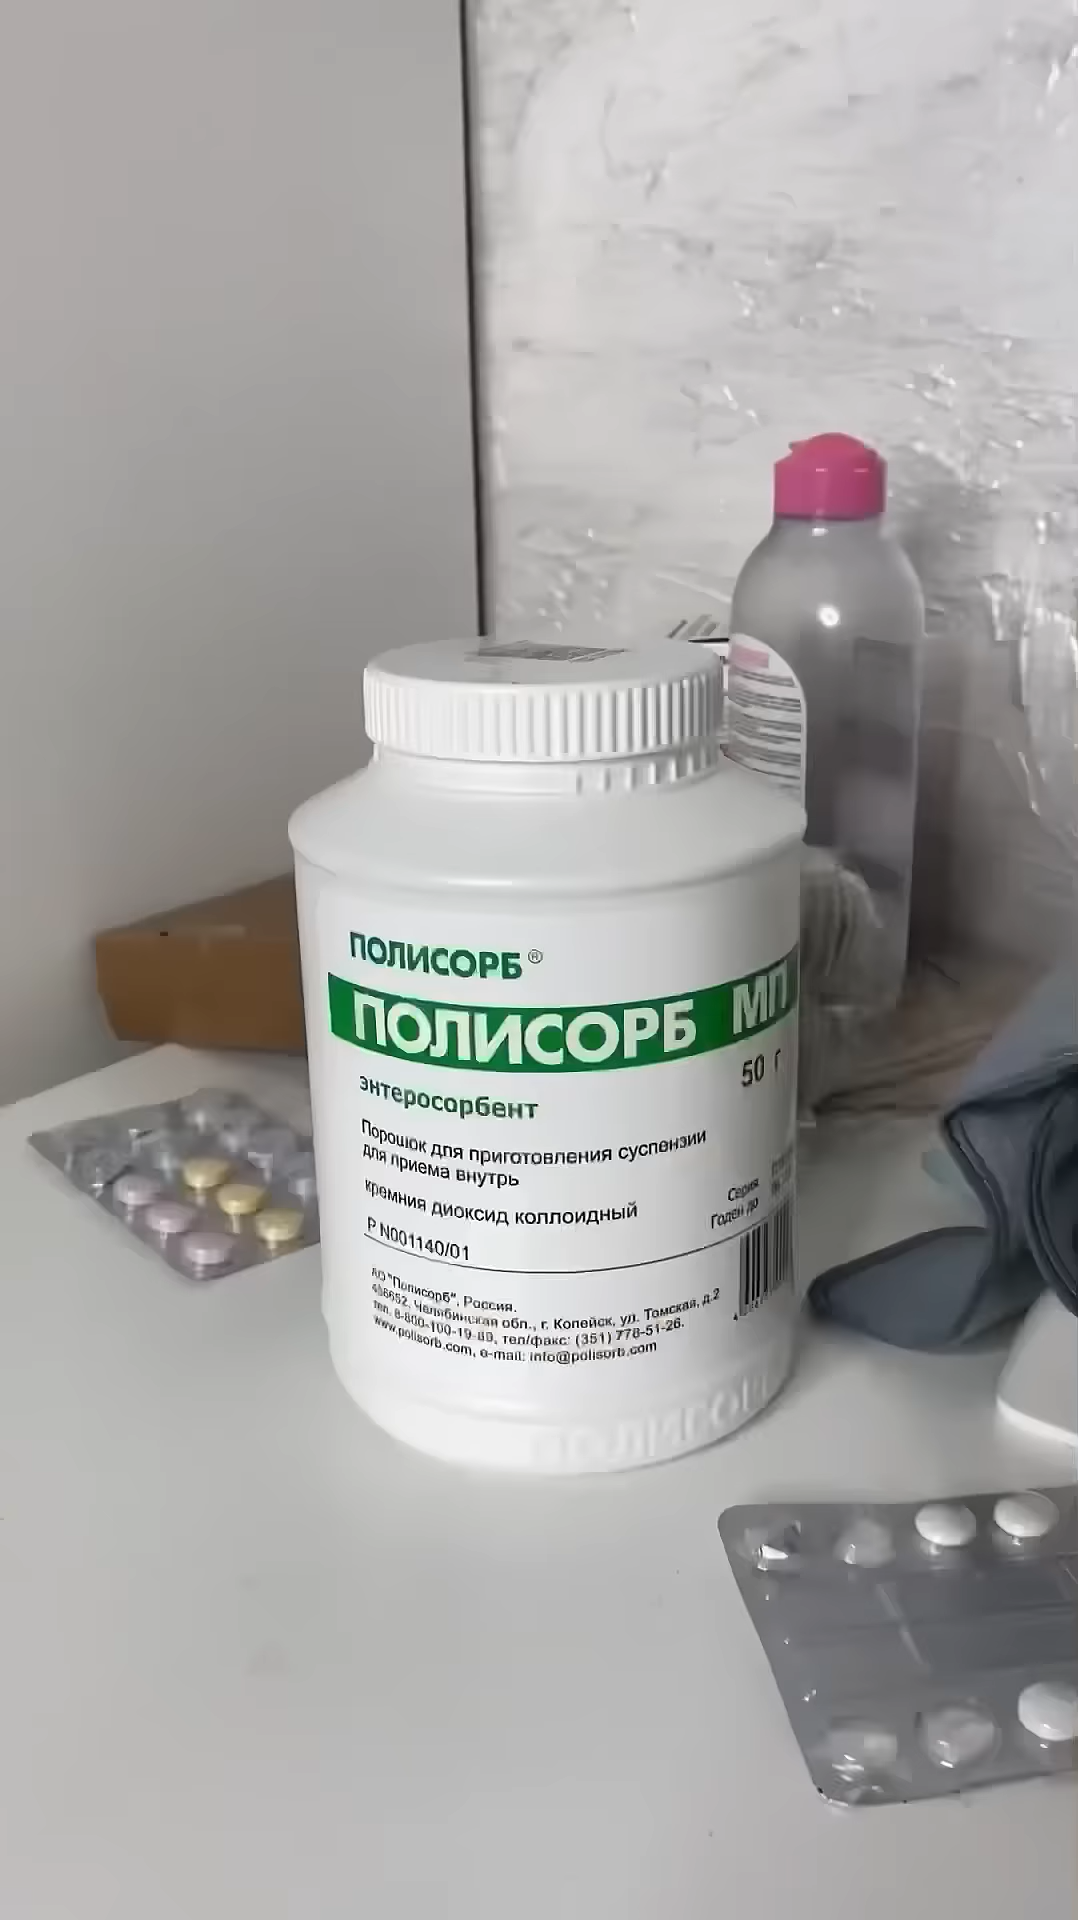 ПОЛИСОРБ®
ПОЛИСОРБ МП
50 г
энтеросорбент
Порошок для приготовления суспензии
для приема внутрь
кремния диоксид коллоидный
Серия
Годен до
Р N001140/01
АО "Полисорб", Россия.
456652, Челябинская обл., г. Копейск, ул. Томская, д.2
тел. 8-800-100-19-89, тел/факс: (351) 778-51-26.
www.polisorb.com, e-mail: info@polisorb.com
ПОЛИСОРБ